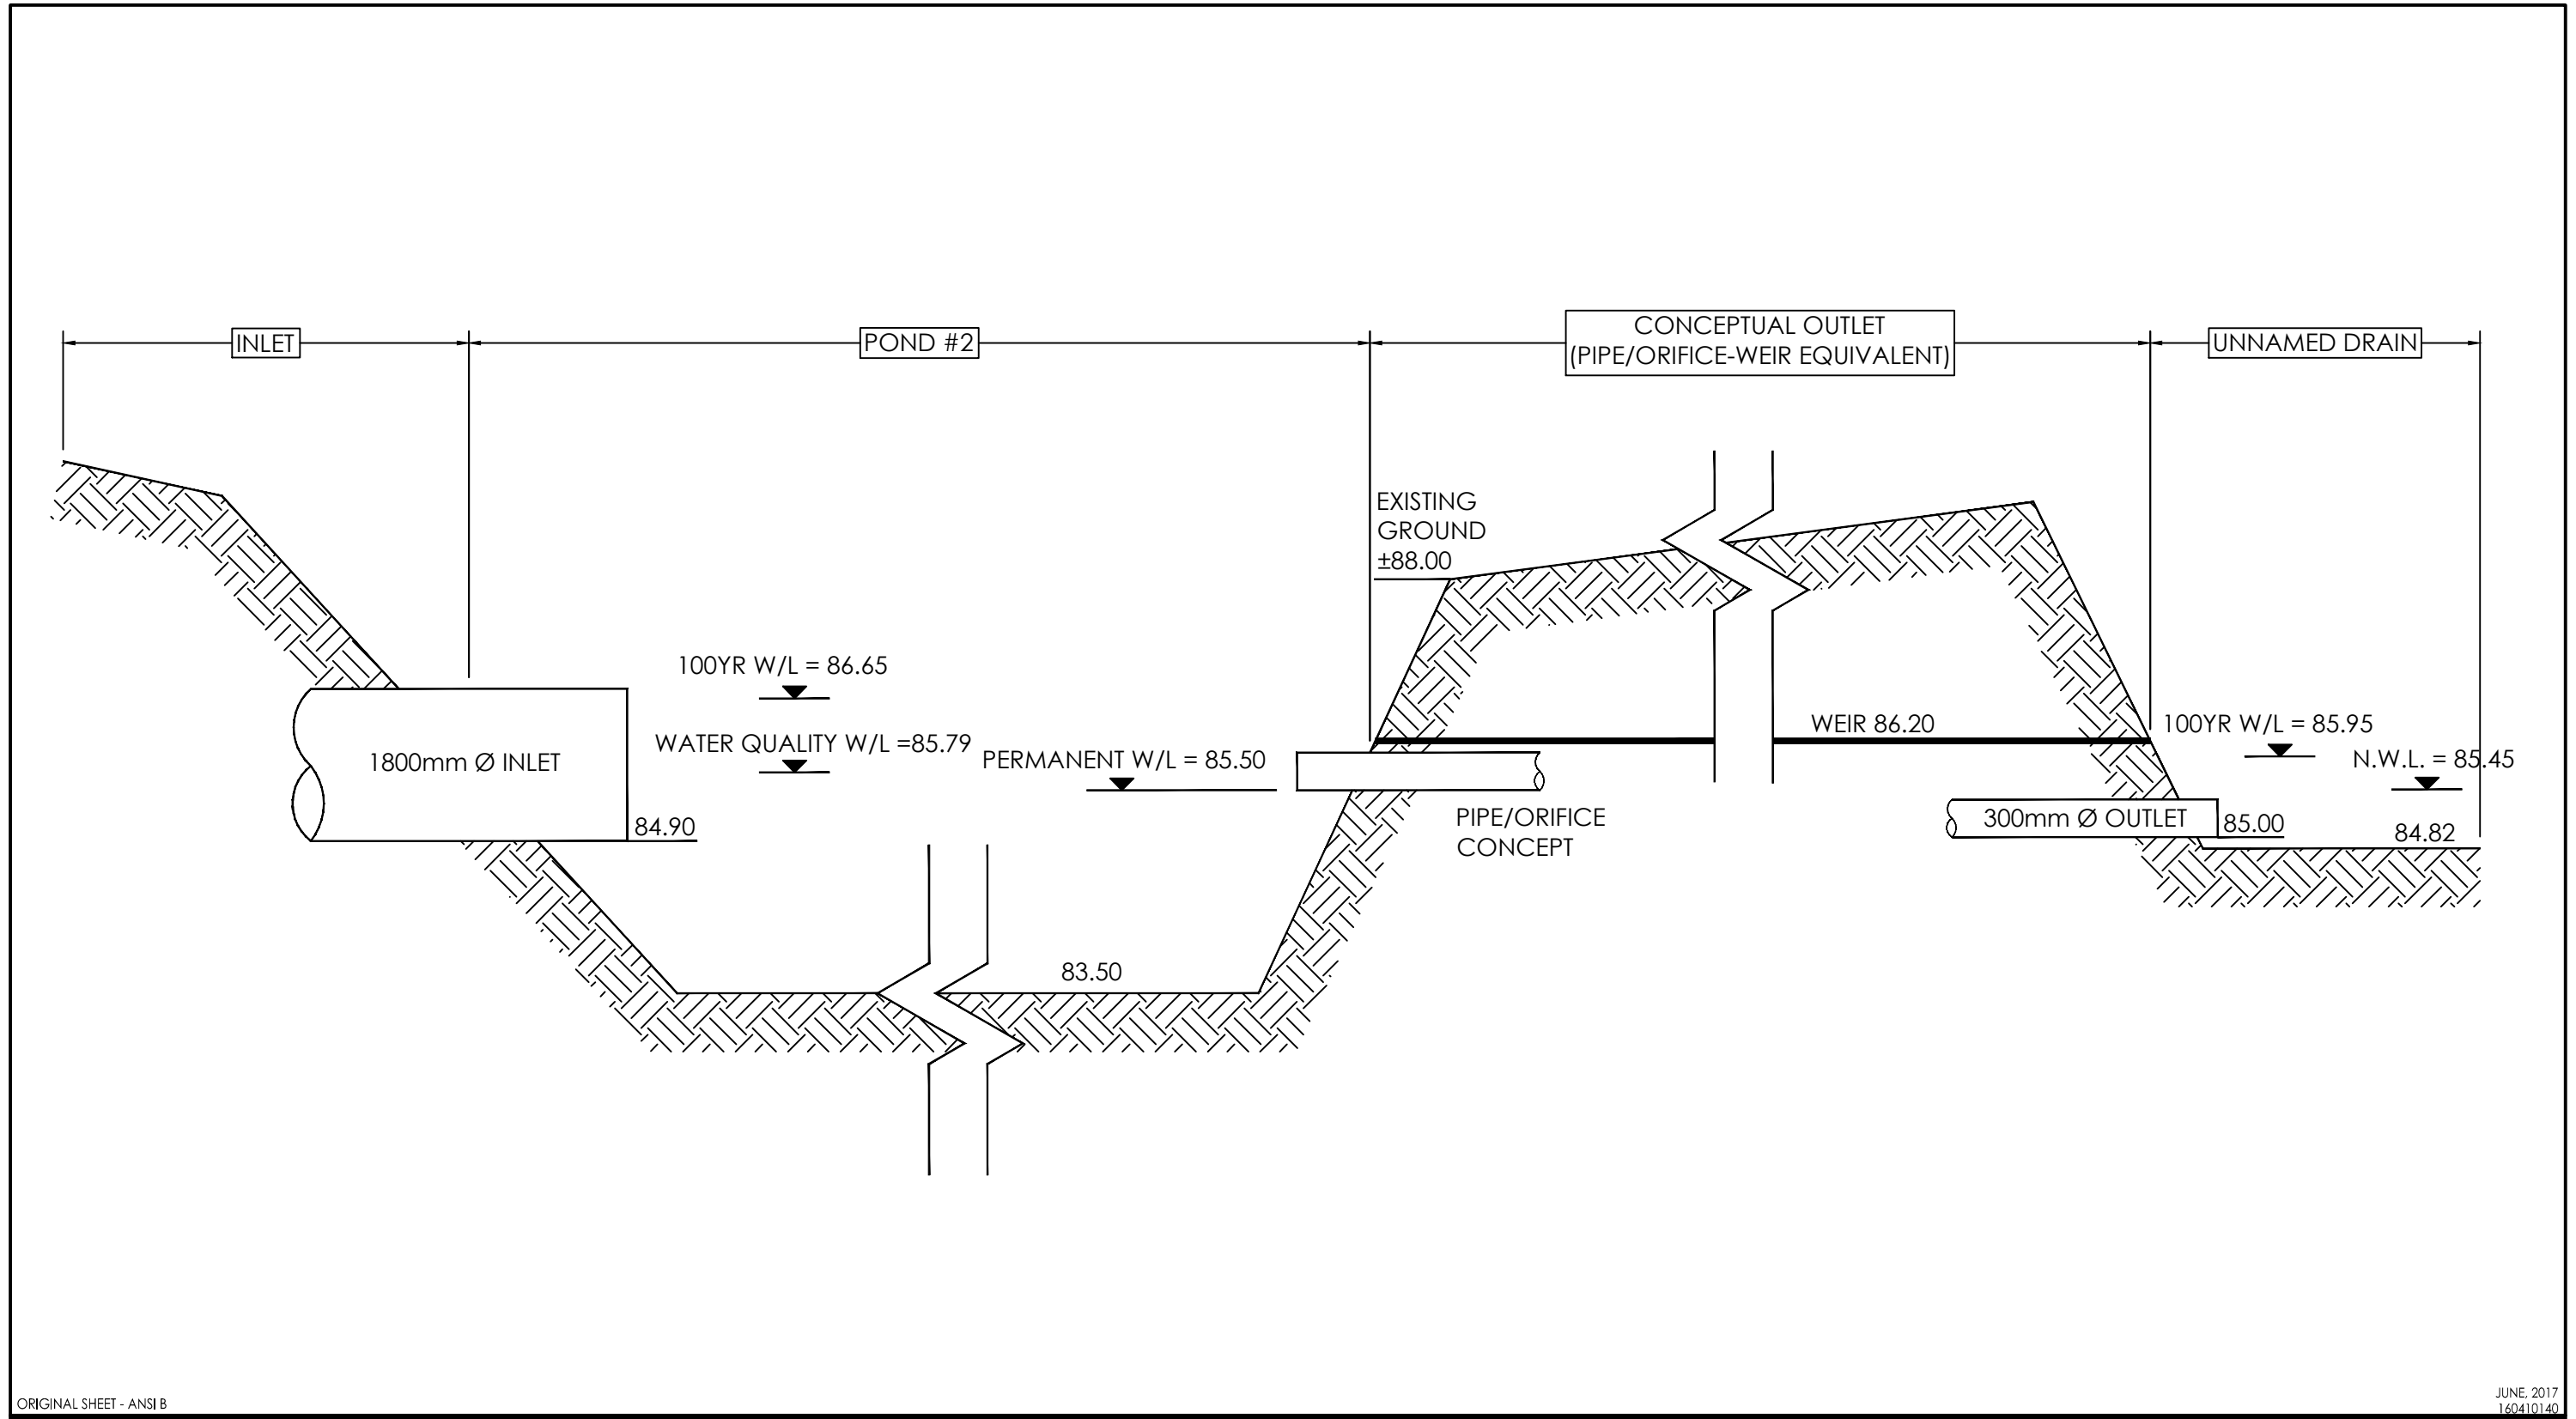 INLET
POND #2
CONCEPTUAL OUTLET
(PIPE/ORIFICE-WEIR EQUIVALENT)
UNNAMED DRAIN
EXISTING
GROUND
±88.00
100YR W/L = 86.65
WATER QUALITY W/L =85.79
PERMANENT W/L = 85.50
WEIR 86.20
100YR W/L = 85.95
N.W.L. = 85.45
1800mm Ø INLET
84.90
PIPE/ORIFICE
CONCEPT
300mm Ø OUTLET
85.00
84.82
83.50
ORIGINAL SHEET - ANSI B
JUNE, 2017
160410140